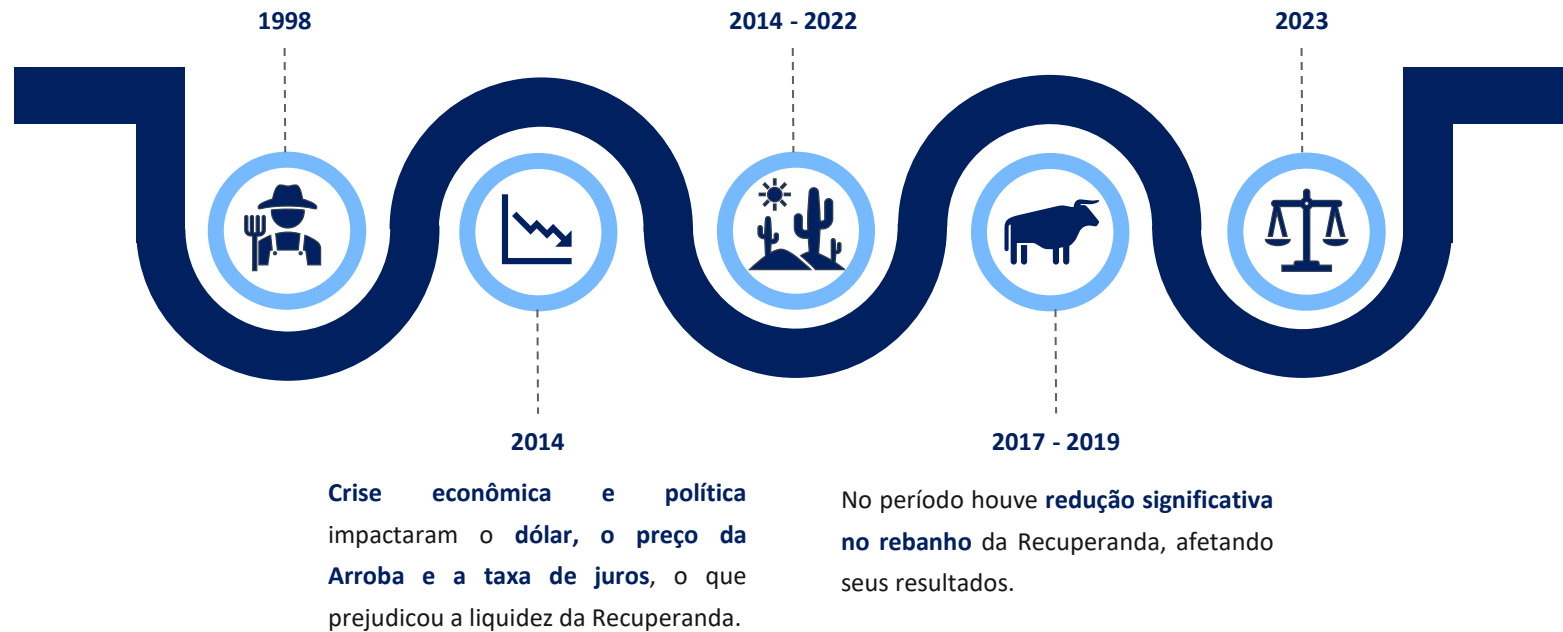 1998
2014 - 2022
2023
2014
Crise econômica e política
impactaram o dólar, o preço da
Arroba e a taxa de juros, o que
prejudicou a liquidez da Recuperanda.
2017 - 2019
No período houve redução significativa
no rebanho da Recuperanda, afetando
seus resultados.